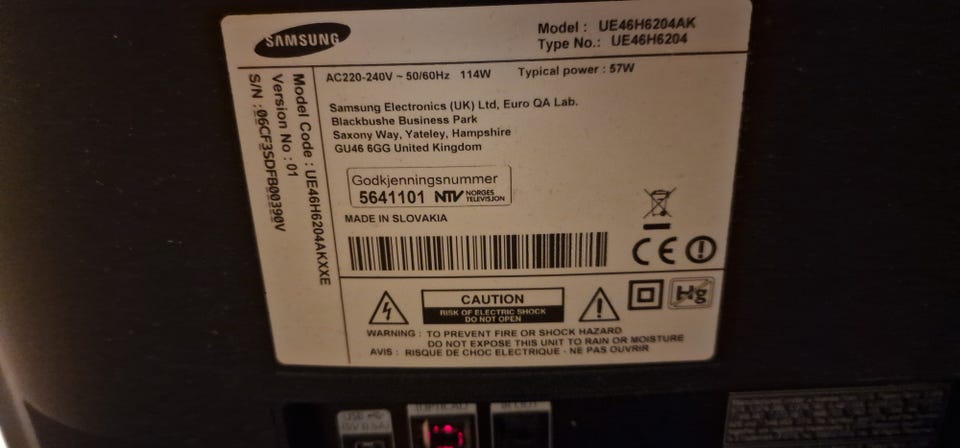 SAMSUNG
Model : UE46H6204AK
Type No.: UE46H6204
AC220-240V ~ 50/60Hz 114W Typical power : 57W
Model Code : UE46H6204AKXXE
Version No : 01
S/N : 06CF3SDFB00390V
Samsung Electronics (UK) Ltd, Euro QA Lab.
Blackbushe Business Park
Saxony Way, Yateley, Hampshire
GU46 6GG United Kingdom
Godkjenningsnummer
5641101 NTV NORGES
TELEVISJON
MADE IN SLOVAKIA
CE
Hg
CAUTION
RISK OF ELECTRIC SHOCK
DO NOT OPEN
WARNING : TO PREVENT FIRE OR SHOCK HAZARD
DO NOT EXPOSE THIS UNIT TO RAIN OR MOISTURE
AVIS : RISQUE DE CHOC ELECTRIQUE - NE PAS OUVRIR
(5V 0.5A)